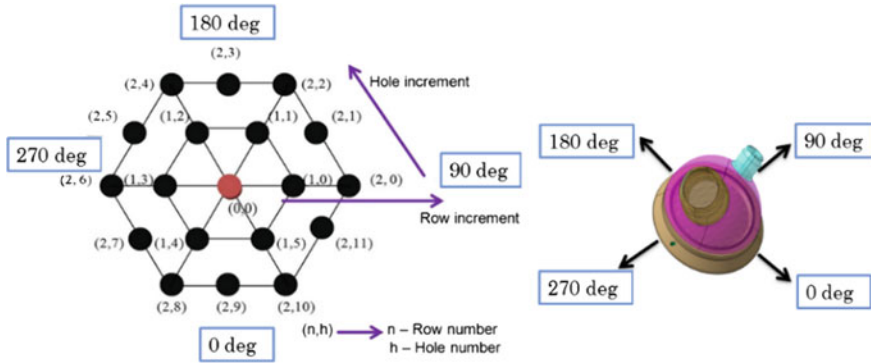 180 deg
(2,3)
(2,4)
(2,2)
Hole increment
(2,5)
(1,2)
(1,1)
(2,1)
270 deg
90 deg
(2, 6)
(1,3)
(1,0)
(2, 0)
(0,0)
Row increment
(2,7)
(1,4)
(1,5)
(2,11)
(2,8)
(2,9)
(2,10)
0 deg
(n,h)
n – Row number
h – Hole number
180 deg
90 deg
270 deg
0 deg